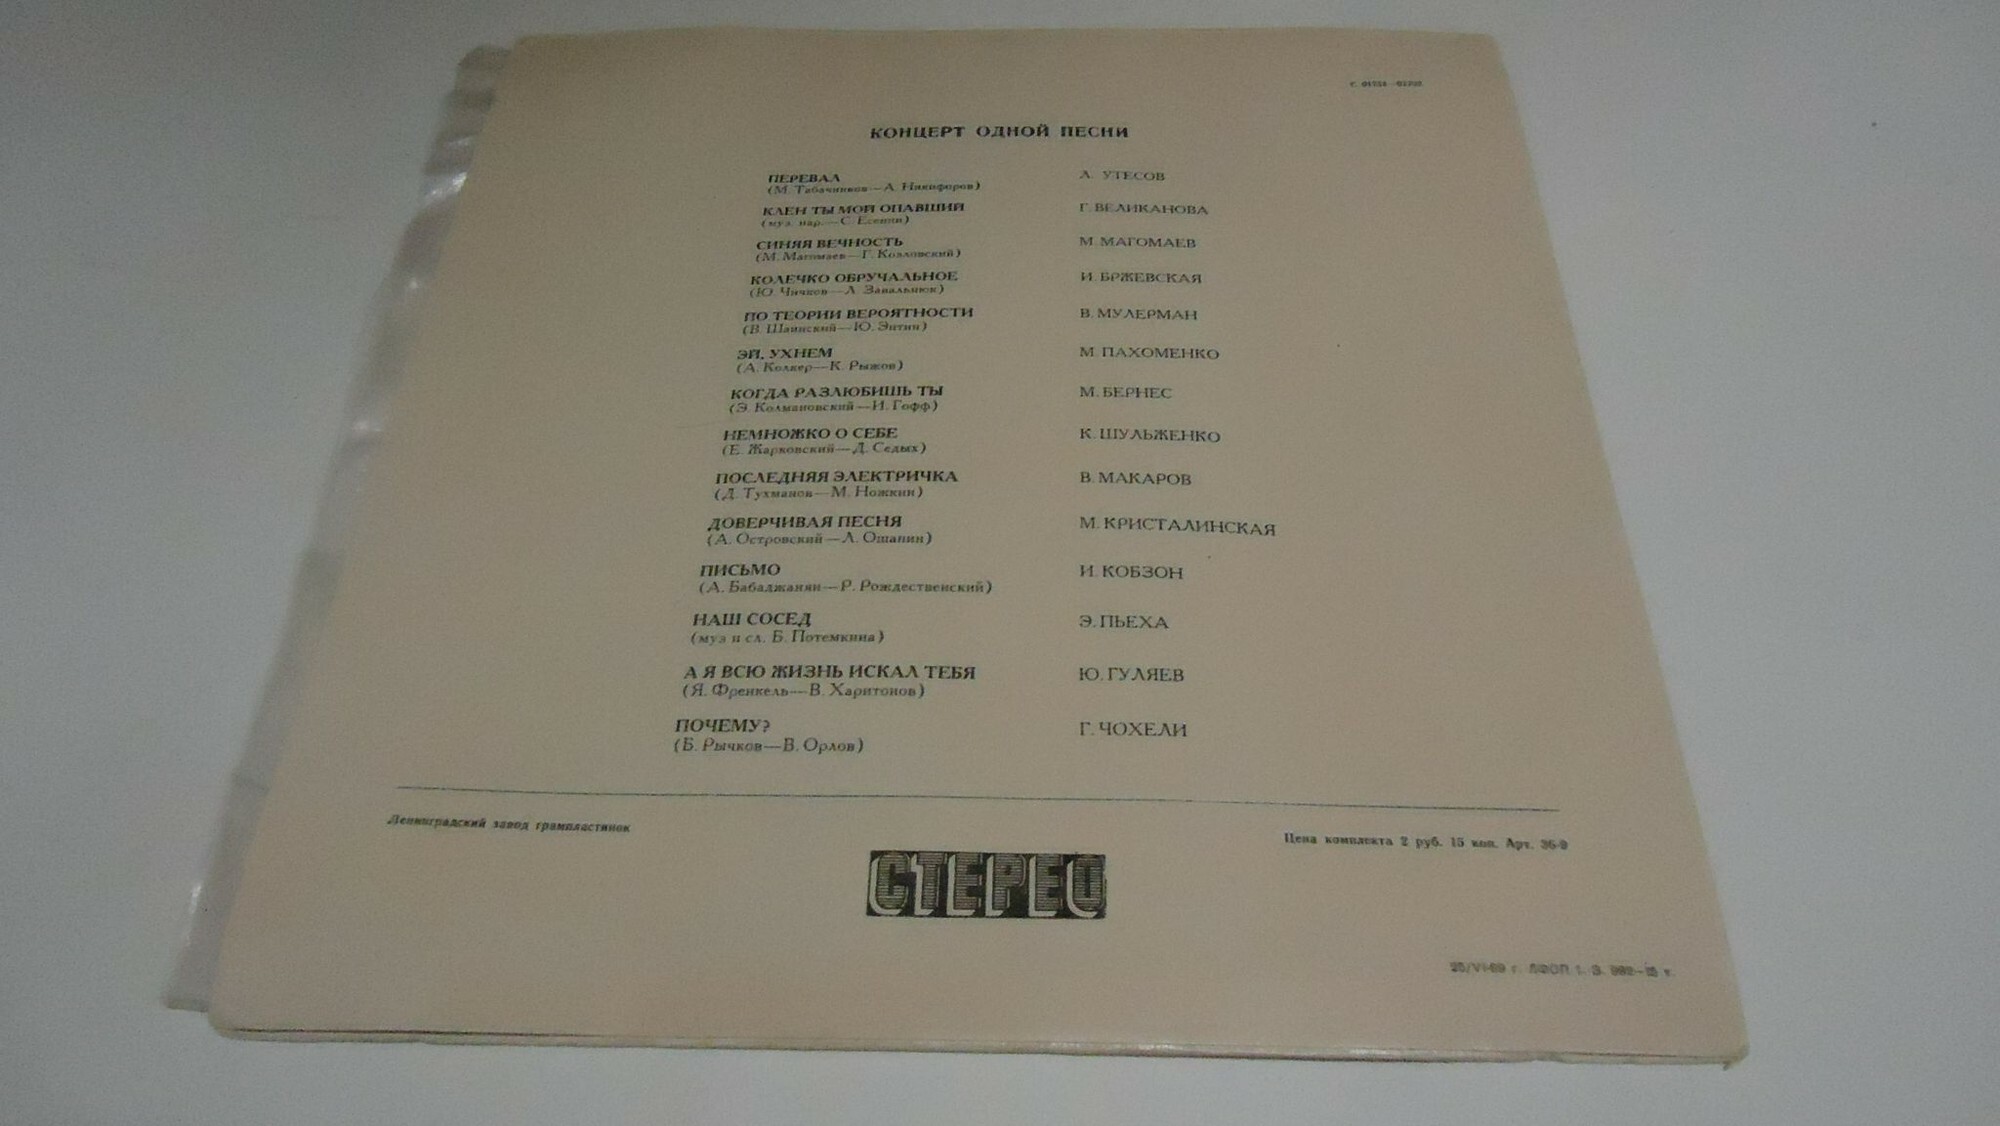 КОНЦЕРТ ОДНОЙ ПЕСНИ
ПЕРЕВАЛ Л. УТЕСОВ
(М. Табачников—А. Никифоров)
КЛЕН ТЫ МОЙ ОПАВШИЙ Г. ВЕЛИКАНОВА
(муз. нар.—С. Есенин)
СИНЯЯ ВЕЧНОСТЬ М. МАГОМАЕВ
(М. Магомаев—Г. Козловский)
КОЛЕЧКО ОБРУЧАЛЬНОЕ И. БРЖЕВСКАЯ
(Ю. Чичков—Л. Завальнюк)
ПО ТЕОРИИ ВЕРОЯТНОСТИ В. МУЛЕРМАН
(В. Шаинский—Ю. Энтин)
ЭЙ, УХНЕМ М. ПАХОМЕНКО
(А. Колкер—К. Рыжов)
КОГДА РАЗЛЮБИШЬ ТЫ М. БЕРНЕС
(Э. Колмановский—И. Гофф)
НЕМНОЖКО О СЕБЕ К. ШУЛЬЖЕНКО
(Е. Жарковский—Д. Седых)
ПОСЛЕДНЯЯ ЭЛЕКТРИЧКА В. МАКАРОВ
(Д. Тухманов—М. Ножкин)
ДОВЕРЧИВАЯ ПЕСНЯ М. КРИСТАЛИНСКАЯ
(А. Островский—Л. Ошанин)
ПИСЬМО И. КОБЗОН
(А. Бабаджанян—Р. Рождественский)
НАШ СОСЕД Э. ПЬЕХА
(муз и сл. Б. Потемкина)
А Я ВСЮ ЖИЗНЬ ИСКАЛ ТЕБЯ Ю. ГУЛЯЕВ
(Я. Френкель—В. Харитонов)
ПОЧЕМУ? Г. ЧОХЕЛИ
(Б. Рычков—В. Орлов)
Ленинградский завод грампластинок
Цена комплекта 2 руб. 15 коп. Арт. 36-9
СТЕРЕО